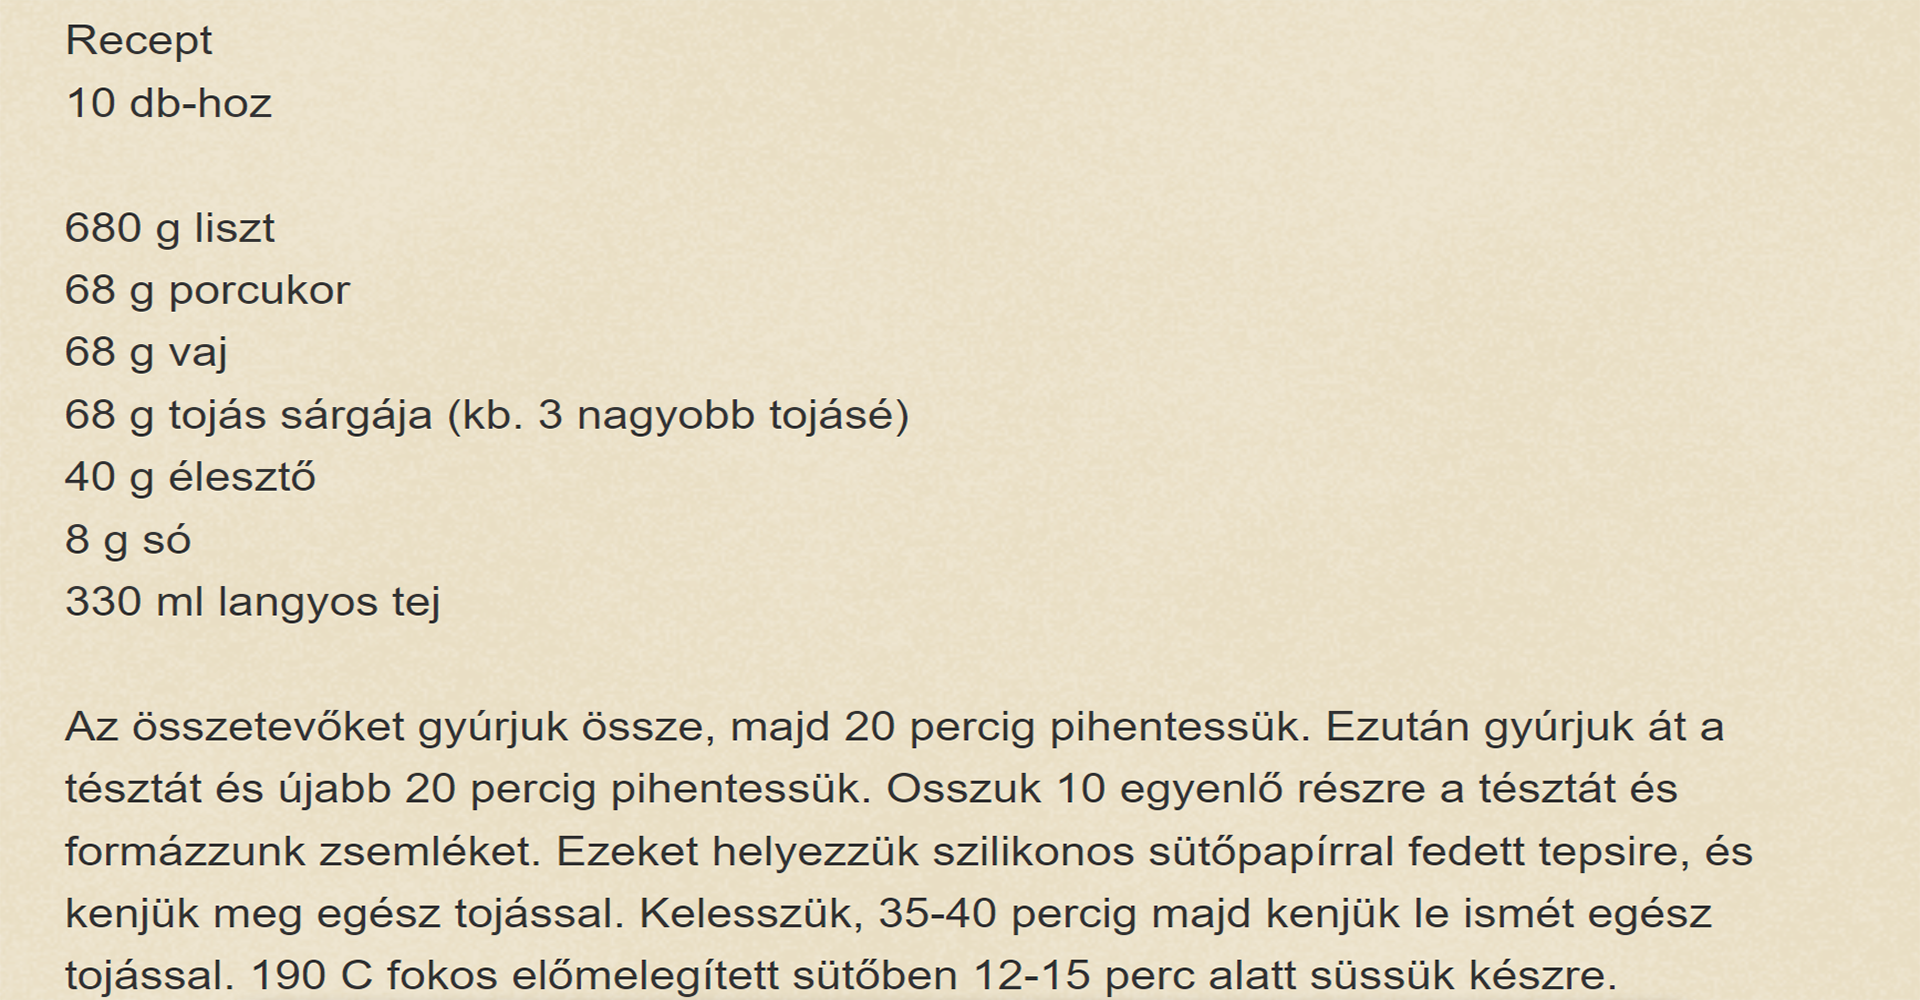 Recept
10 db-hoz
680 g liszt
68 g porcukor
68 g vaj
68 g tojás sárgája (kb. 3 nagyobb tojásé)
40 g élesztő
8 g só
330 ml langyos tej
Az összetevőket gyúrjuk össze, majd 20 percig pihentessük. Ezután gyúrjuk át a
tésztát és újabb 20 percig pihentessük. Osszuk 10 egyenlő részre a tésztát és
formázzunk zsemléket. Ezeket helyezzük szilikonos sütőpapírral fedett tepsire, és
kenjük meg egész tojással. Kelesszük, 35-40 percig majd kenjük le ismét egész
tojással. 190 C fokos előmelegített sütőben 12-15 perc alatt süssük készre.